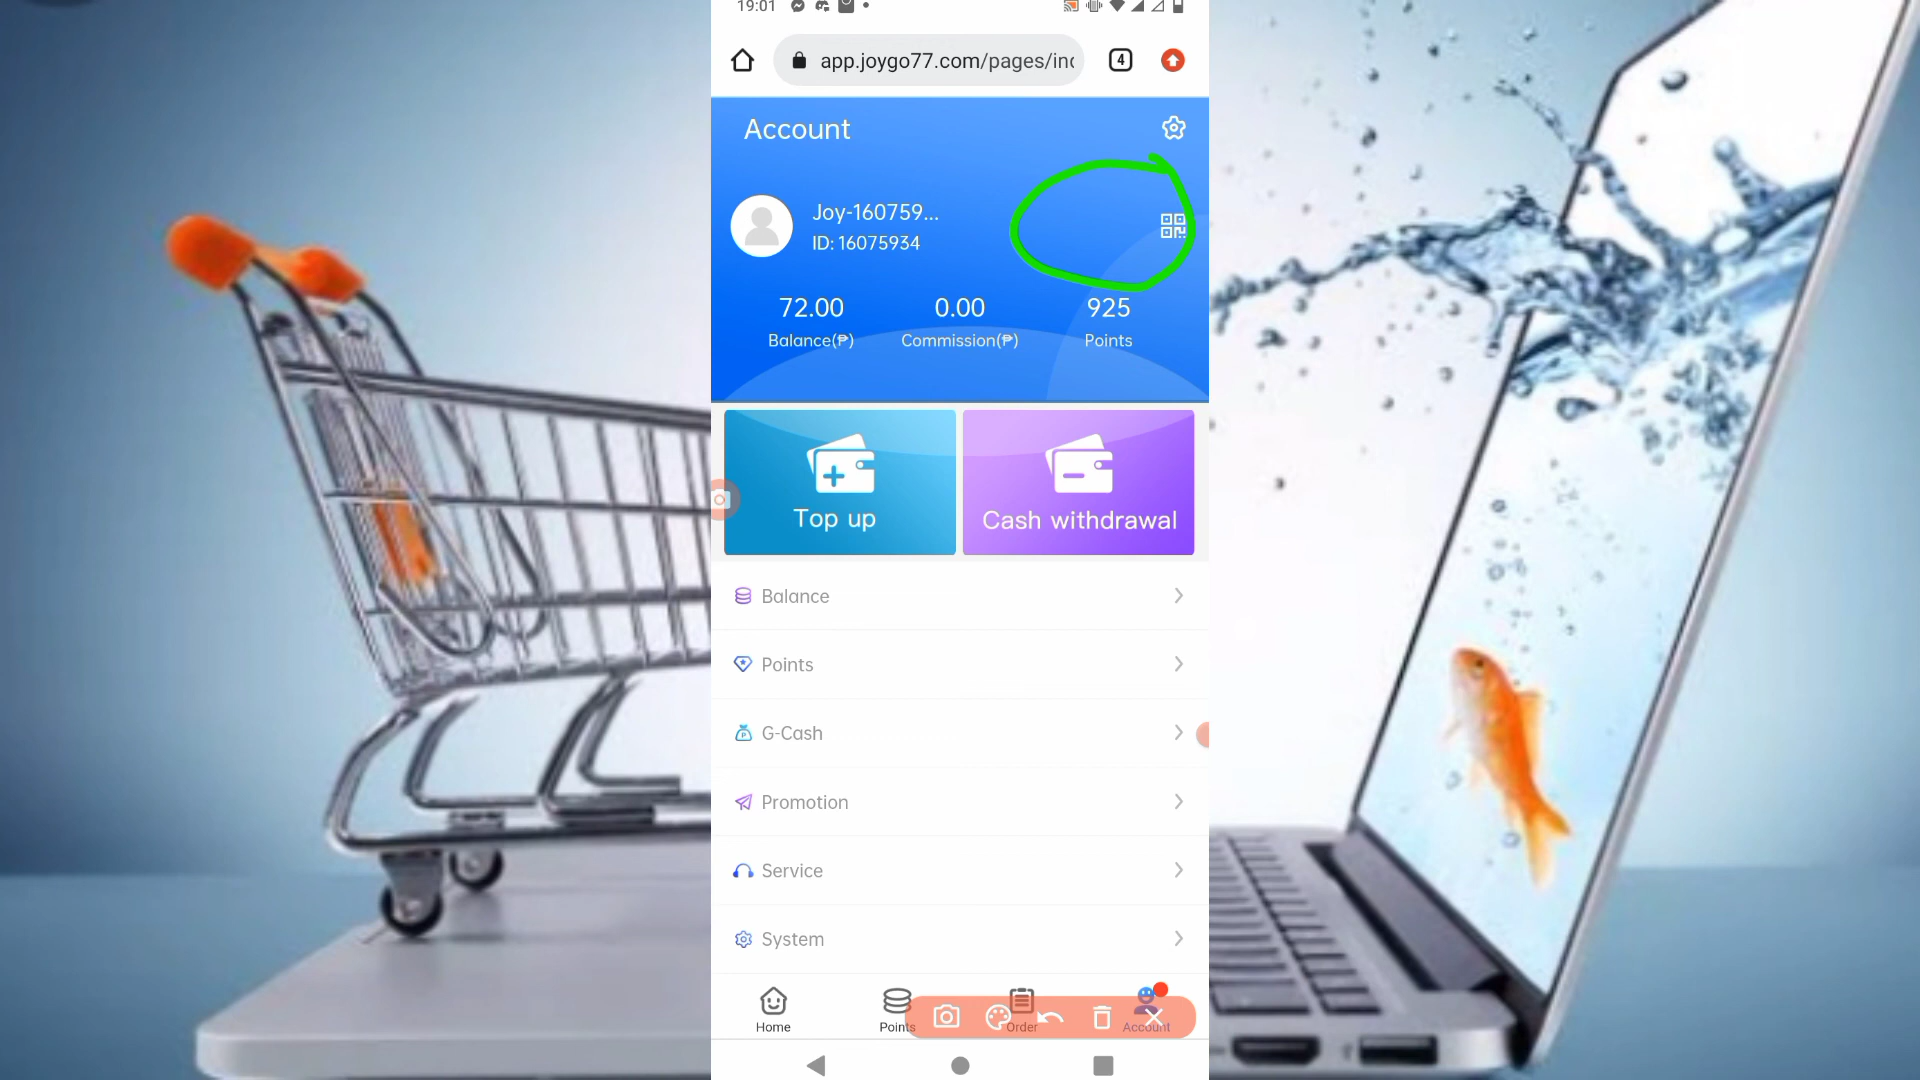 19:01
app.joygo77.com/pages/in
4
Account
Joy-160759...
ID: 16075934
72.00
0.00
925
Balance(₱)
Commission(₱)
Points
Top up
Cash withdrawal
Balance
Points
G-Cash
Promotion
Service
System
Home
Points
Order
Account